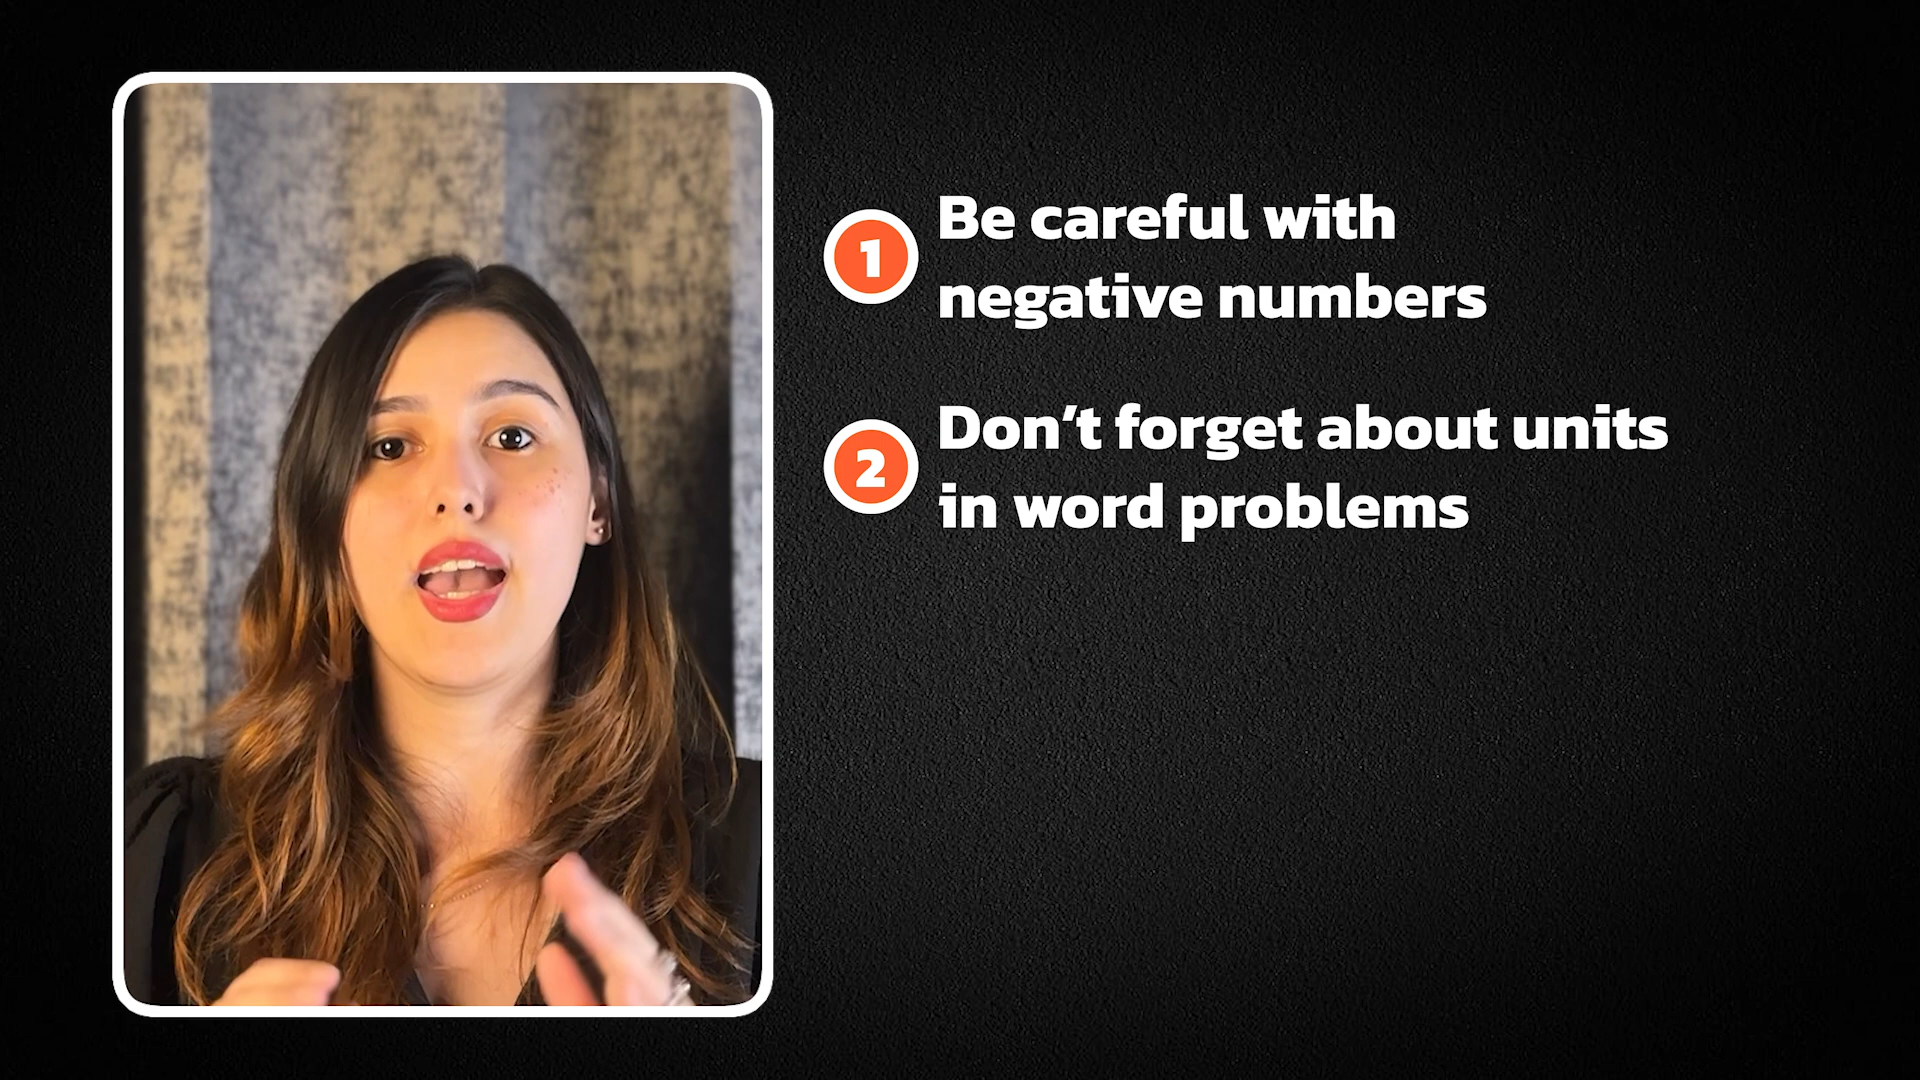 1
Be careful with
negative numbers
2
Don’t forget about units
in word problems